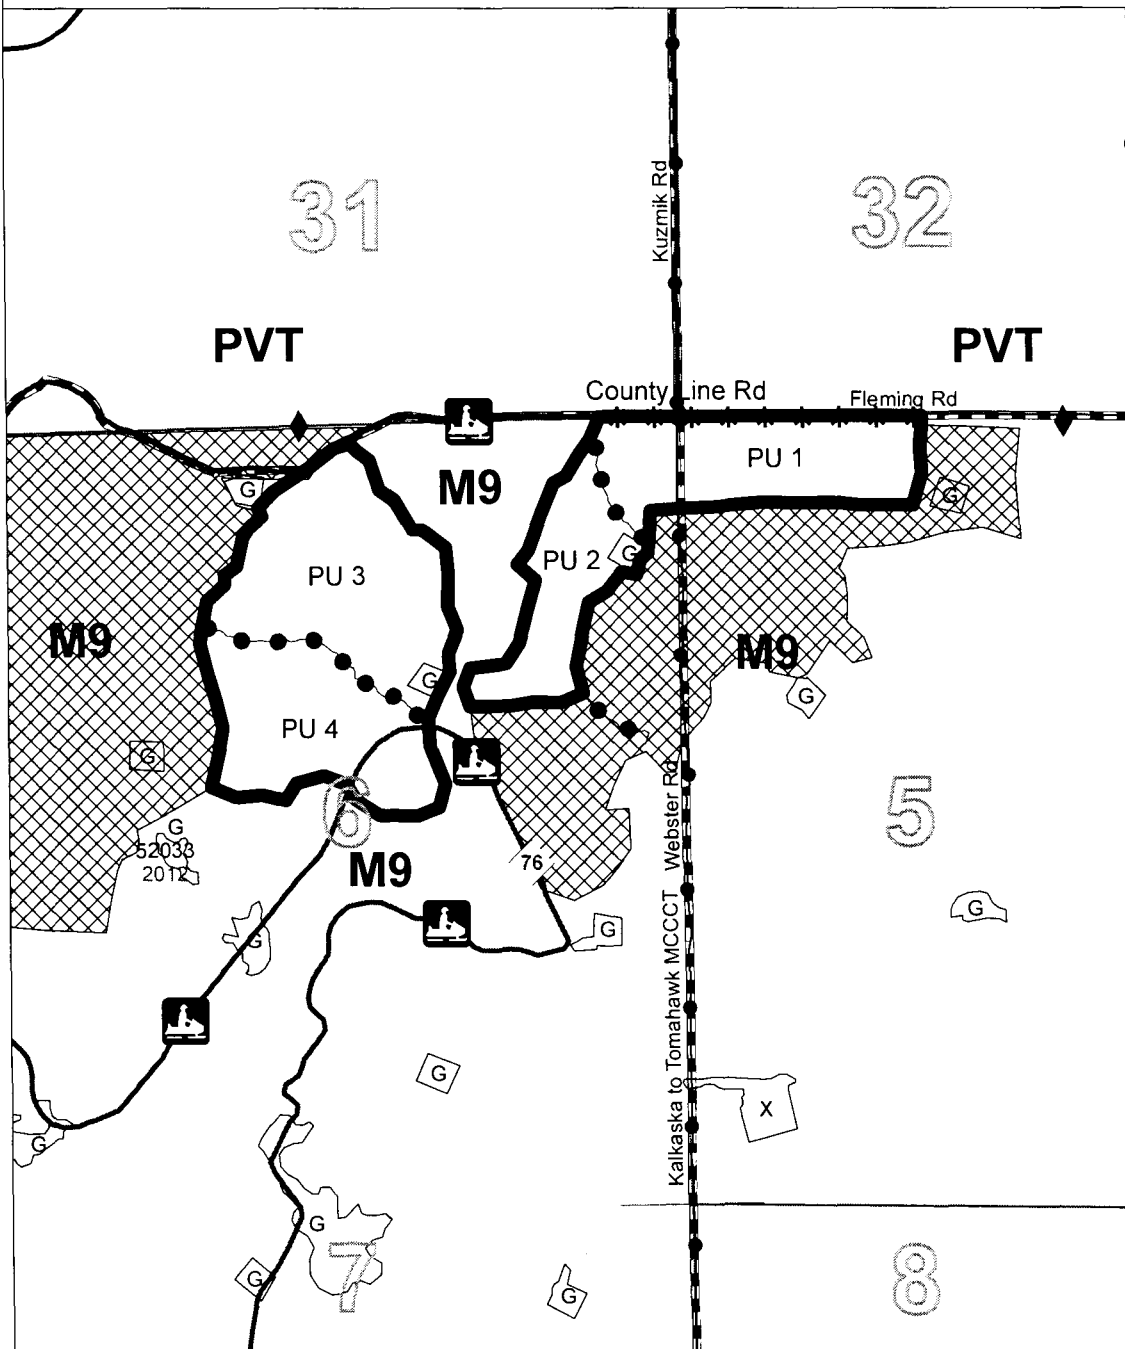 31
32
Kuzmik Rd
PVT
PVT
County Line Rd
Fleming Rd
PU 1
M9
G
G
PU 2
G
PU 3
M9
M9
G
G
PU 4
G
5
6
Webster Rd
G
52033
2012
M9
76
G
G
G
Kalkaska to Tomahawk MCCCT
G
X
G
G
7
8
G
G